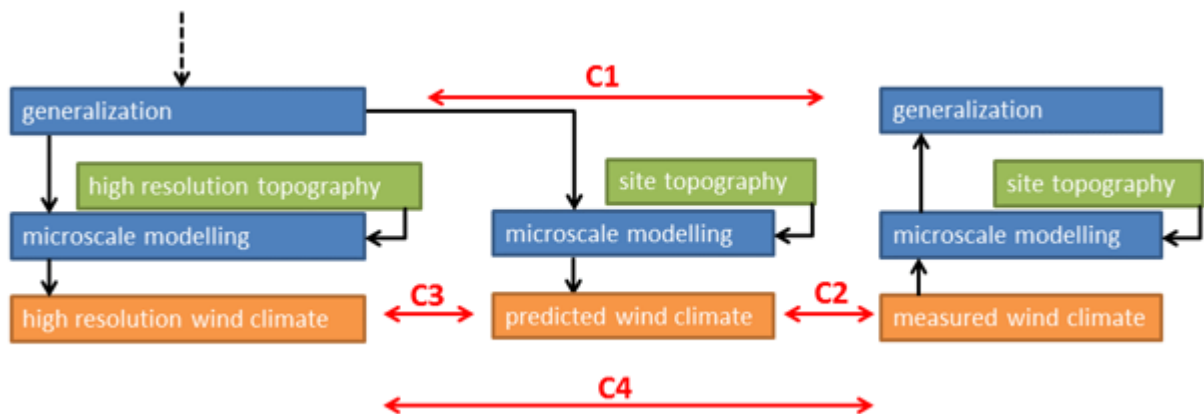 C1
generalization
generalization
high resolution topography
site topography
site topography
microscale modelling
microscale modelling
microscale modelling
C3
C2
high resolution wind climate
predicted wind climate
measured wind climate
C4